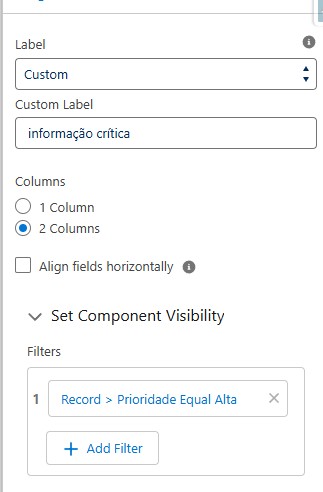 Label
Custom
Custom Label
informação crítica
Columns
1 Column
2 Columns
Align fields horizontally
Set Component Visibility
Filters
1 Record > Prioridade Equal Alta
Add Filter